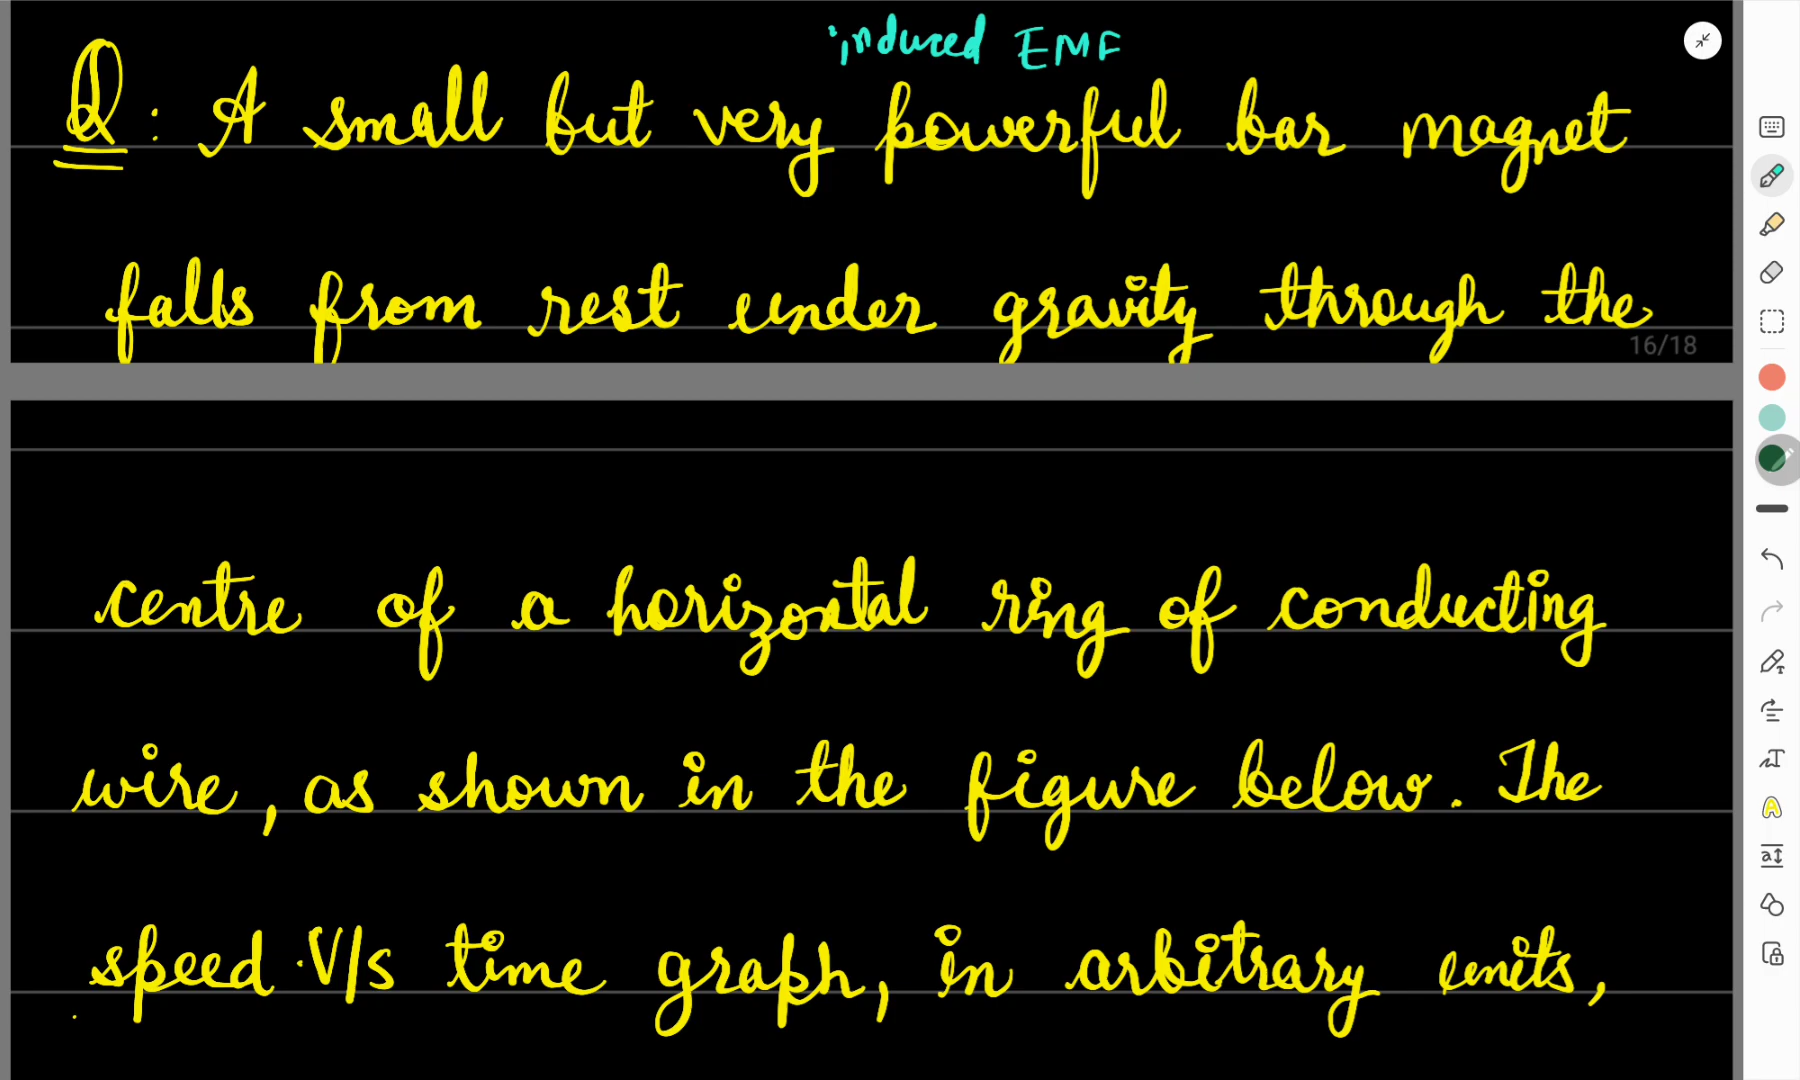 induced EMF
Q: A small but very powerful bar magnet
falls from rest under gravity through the
16/18
centre of a horizontal ring of conducting
wire, as shown in the figure below. The
speed V/s time graph, in arbitrary units,